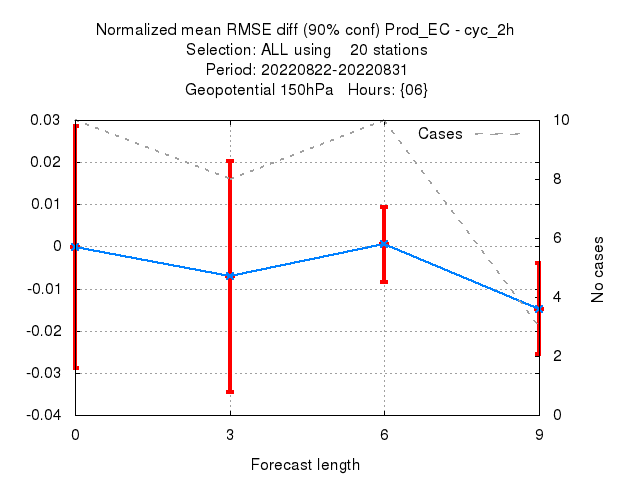 Normalized mean RMSE diff (90% conf) Prod_EC - cyc_2h
Selection: ALL using    20 stations
Period: 20220822-20220831
Geopotential 150hPa   Hours: {06}
Cases
0.03
0.02
0.01
0
-0.01
-0.02
-0.03
-0.04
10
8
6
4
2
0
No cases
0 3 6 9
Forecast length